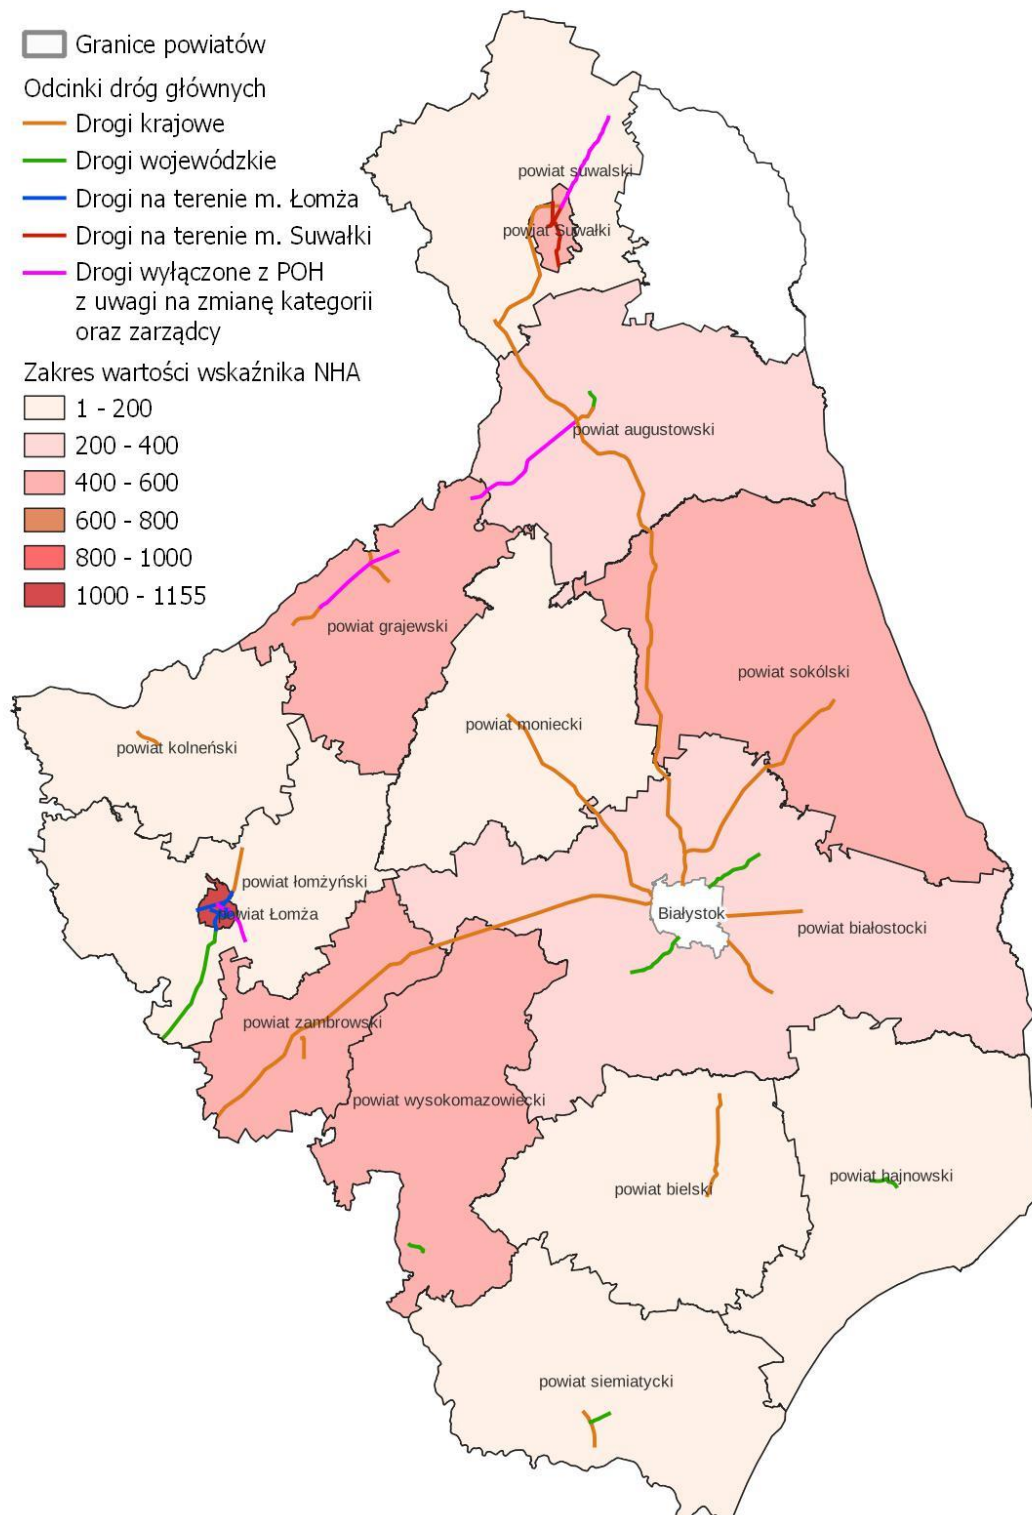 Granice powiatów
Odcinki dróg głównych
Drogi krajowe
Drogi wojewódzkie
Drogi na terenie m. Łomża
Drogi na terenie m. Suwałki
Drogi wyłączone z POH
z uwagi na zmianę kategorii
oraz zarządcy
Zakres wartości wskaźnika NHA
1 - 200
200 - 400
400 - 600
600 - 800
800 - 1000
1000 - 1155
powiat suwalski
powiat Suwałki
powiat augustowski
powiat grajewski
powiat sokólski
powiat moniecki
powiat kolneński
powiat łomżyński
powiat Łomża
Białystok
powiat białostocki
powiat zambrowski
powiat wysokomazowiecki
powiat hajnowski
powiat bielski
powiat siemiatycki